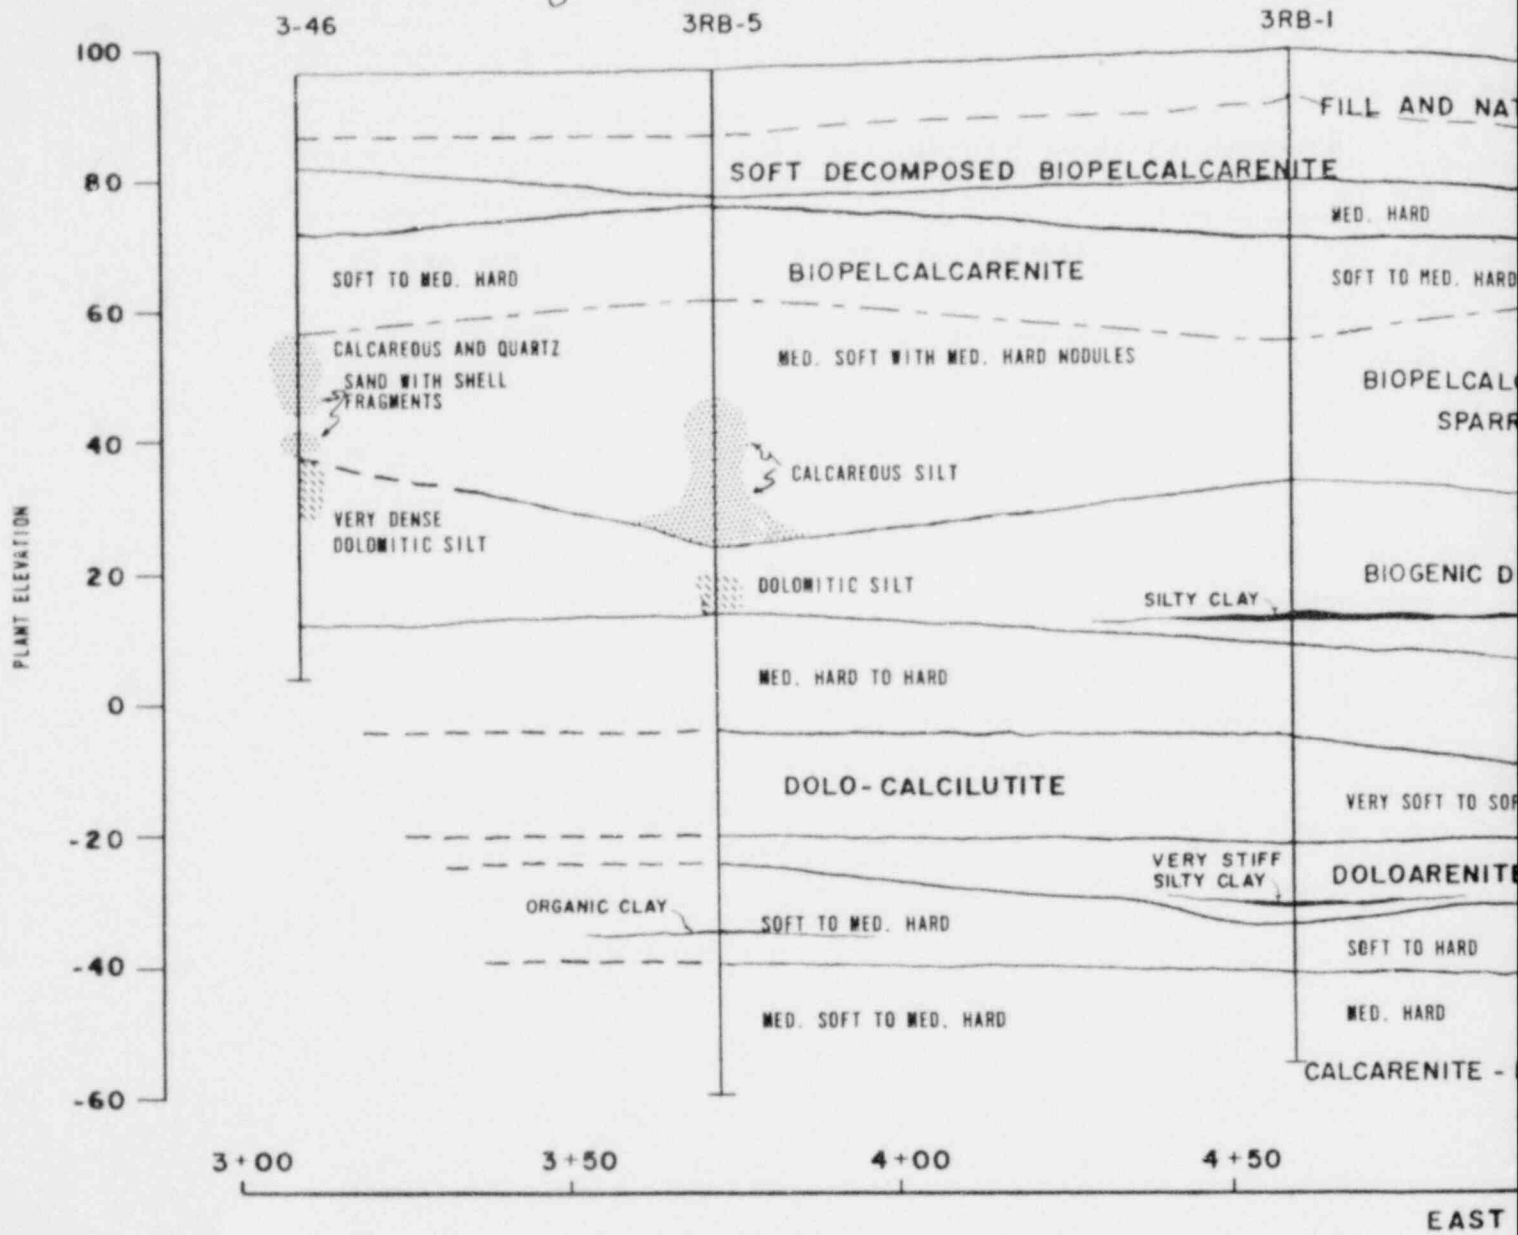 3-46
3RB-5
3RB-1
100
80
60
40
20
0
-20
-40
-60
PLANT ELEVATION
FILL AND NAT
SOFT DECOMPOSED BIOPELCALCARENITE
MED. HARD
SOFT TO MED. HARD
BIOPELCALCARENITE
SOFT TO MED. HARD
CALCAREOUS AND QUARTZ
SAND WITH SHELL
FRAGMENTS
MED. SOFT WITH MED. HARD NODULES
BIOPELCALC
SPARR
CALCAREOUS SILT
VERY DENSE
DOLOMITIC SILT
DOLOMITIC SILT
SILTY CLAY
BIOGENIC D
MED. HARD TO HARD
DOLO-CALCILUTITE
VERY SOFT TO SOF
VERY STIFF
SILTY CLAY
DOLOARENITE
ORGANIC CLAY
SOFT TO MED. HARD
SOFT TO HARD
MED. SOFT TO MED. HARD
MED. HARD
CALCARENITE -
3+00
3+50
4+00
4+50
EAST